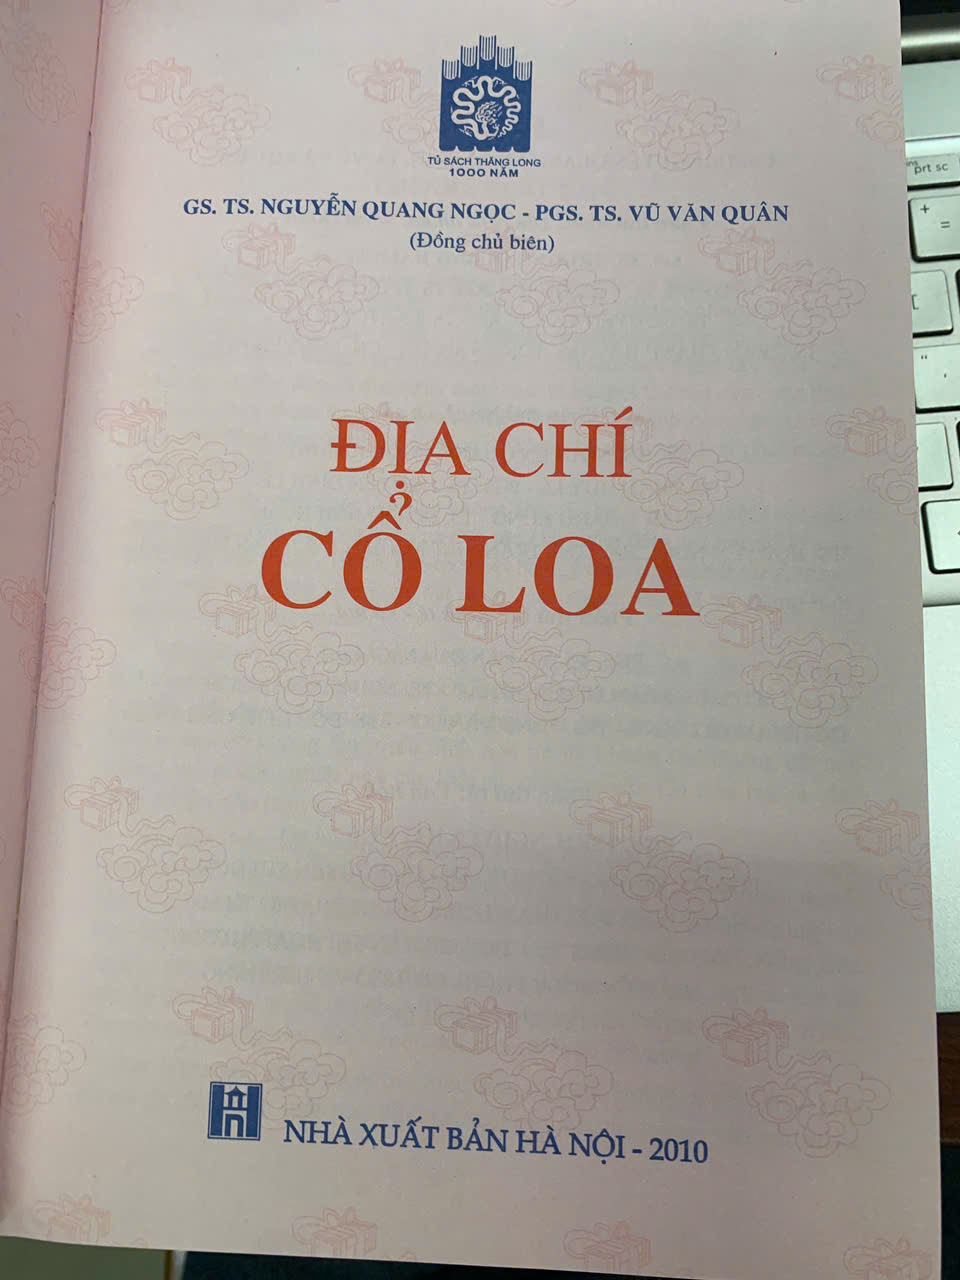 TỦ SÁCH THĂNG LONG
1000 NĂM
GS. TS. NGUYỄN QUANG NGỌC - PGS. TS. VŨ VĂN QUÂN
(Đồng chủ biên)
ĐỊA CHÍ
CỔ LOA
NHÀ XUẤT BẢN HÀ NỘI - 2010
prt sc
+
=
[
“
,